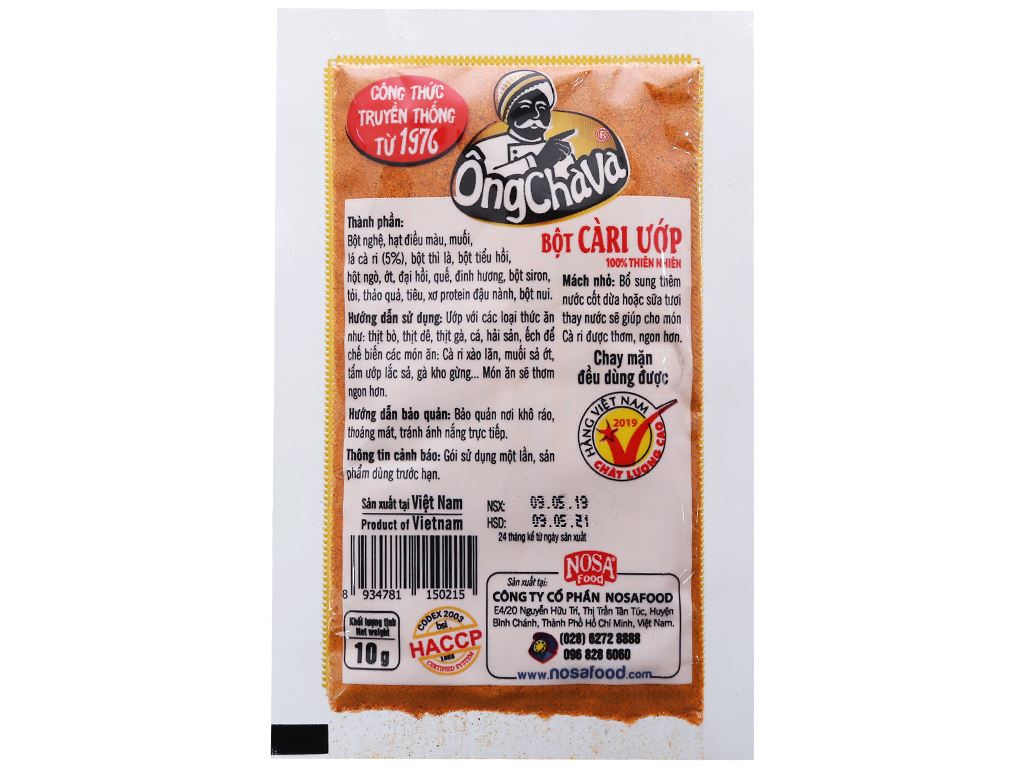 CÔNG THỨC
TRUYỀN THỐNG
TỪ 1976
ÔngChàVà
®
BỘT CÀRI ƯỚP
100% THIÊN NHIÊN
Thành phần:
Bột nghệ, hạt điều màu, muối,
lá cà ri (5%), bột thì là, bột tiểu hồi,
hột ngò, ớt, đại hồi, quế, đinh hương, bột siron,
tỏi, thảo quả, tiêu, xơ protein đậu nành, bột nui.
Hướng dẫn sử dụng: Ướp với các loại thức ăn
như: thịt bò, thịt dê, thịt gà, cá, hải sản, ếch để
chế biến các món ăn: Cà ri xào lăn, muối sả ớt,
tẩm ướp lắc sả, gà kho gừng... Món ăn sẽ thơm
ngon hơn.
Hướng dẫn bảo quản: Bảo quản nơi khô ráo,
thoáng mát, tránh ánh nắng trực tiếp.
Thông tin cảnh báo: Gói sử dụng một lần, sản
phẩm dùng trước hạn.
Mách nhỏ: Bổ sung thêm
nước cốt dừa hoặc sữa tươi
thay nước sẽ giúp cho món
Cà ri được thơm, ngon hơn.
Chay mặn
đều dùng được
HÀNG VIỆT NAM
2019
CHẤT LƯỢNG CAO
Sản xuất tại Việt Nam
Product of Vietnam
NSX: 09.05.19
HSD: 09.05.21
24 tháng kể từ ngày sản xuất
8 934781 150215
Khối lượng tịnh
Net weight
10g
CODEX 2003
bsi.
HACCP
CERTIFIED SYSTEM
NOSA
Food
Sản xuất tại:
CÔNG TY CỔ PHẦN NOSAFOOD
E4/20 Nguyễn Hữu Trí, Thị Trấn Tân Túc, Huyện
Bình Chánh, Thành Phố Hồ Chí Minh, Việt Nam.
(028) 6272 8888
096 828 6060
www.nosafood.com